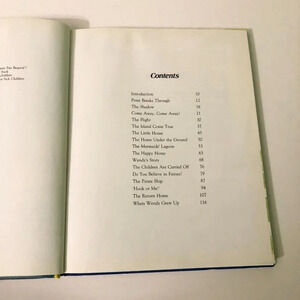 Contents
Introduction 10
Peter Breaks Through 12
The Shadow 16
Come Away, Come Away! 21
The Flight 32
The Island Come True 37
The Little House 45
The Home Under the Ground 50
The Mermaids' Lagoon 53
The Happy Home 63
Wendy's Story 68
The Children Are Carried Off 76
Do You Believe in Fairies? 79
The Pirate Ship 87
'Hook or Me!' 94
The Return Home 107
When Wendy Grew Up 114